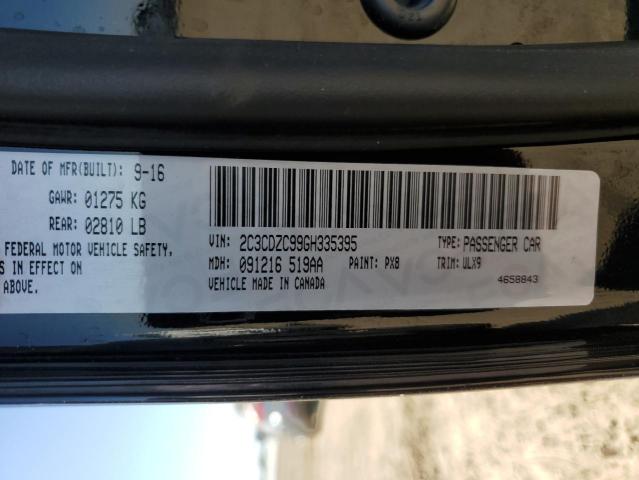 DATE OF MFR(BUILT): 9-16
GAWR: 01275 KG
REAR: 02810 LB
FEDERAL MOTOR VEHICLE SAFETY,
IN EFFECT ON
ABOVE.
VIN: 2C3CDZC99GH335395
TYPE: PASSENGER CAR
MDH: 091216 519AA
PAINT: PX8
TRIM: ULX9
VEHICLE MADE IN CANADA
4658843